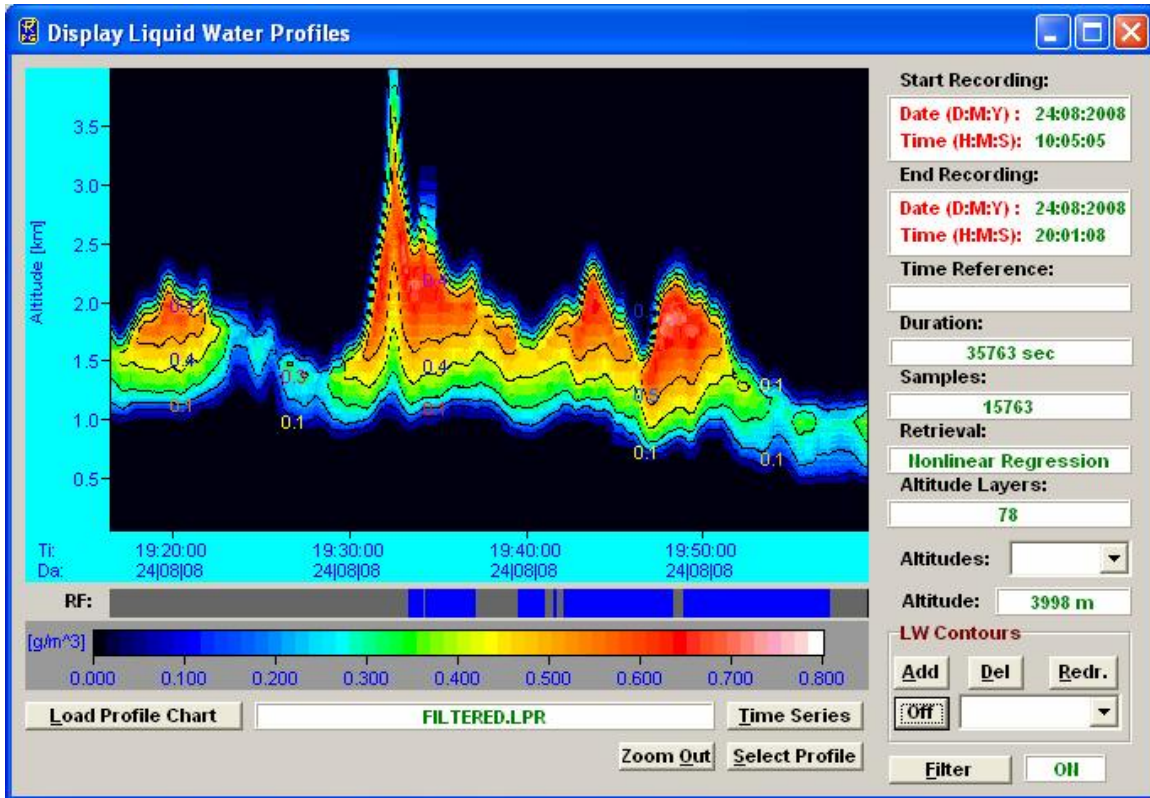 Display Liquid Water Profiles
Start Recording:
Date (D:M:Y) : 24:08:2008
Time (H:M:S): 10:05:05
End Recording:
Date (D:M:Y) : 24:08:2008
Time (H:M:S): 20:01:08
Time Reference:
Duration:
35763 sec
Samples:
15763
Retrieval:
Nonlinear Regression
Altitude Layers:
78
Altitudes:
Altitude: 3998 m
LW Contours
Add Del Redr.
Off
Filter ON
Altitude [km]
3.5
3.0
2.5
2.0
1.5
1.0
0.5
0.4
0.1
0.3
0.1
0.4
0.1
0.5
0.1
0.1
0.1
Ti: 19:20:00 19:30:00 19:40:00 19:50:00
Da: 24|08|08 24|08|08 24|08|08 24|08|08
RF:
[g/m^3]
0.000 0.100 0.200 0.300 0.400 0.500 0.600 0.700 0.800
Load Profile Chart FILTERED.LPR Time Series
Zoom Out Select Profile